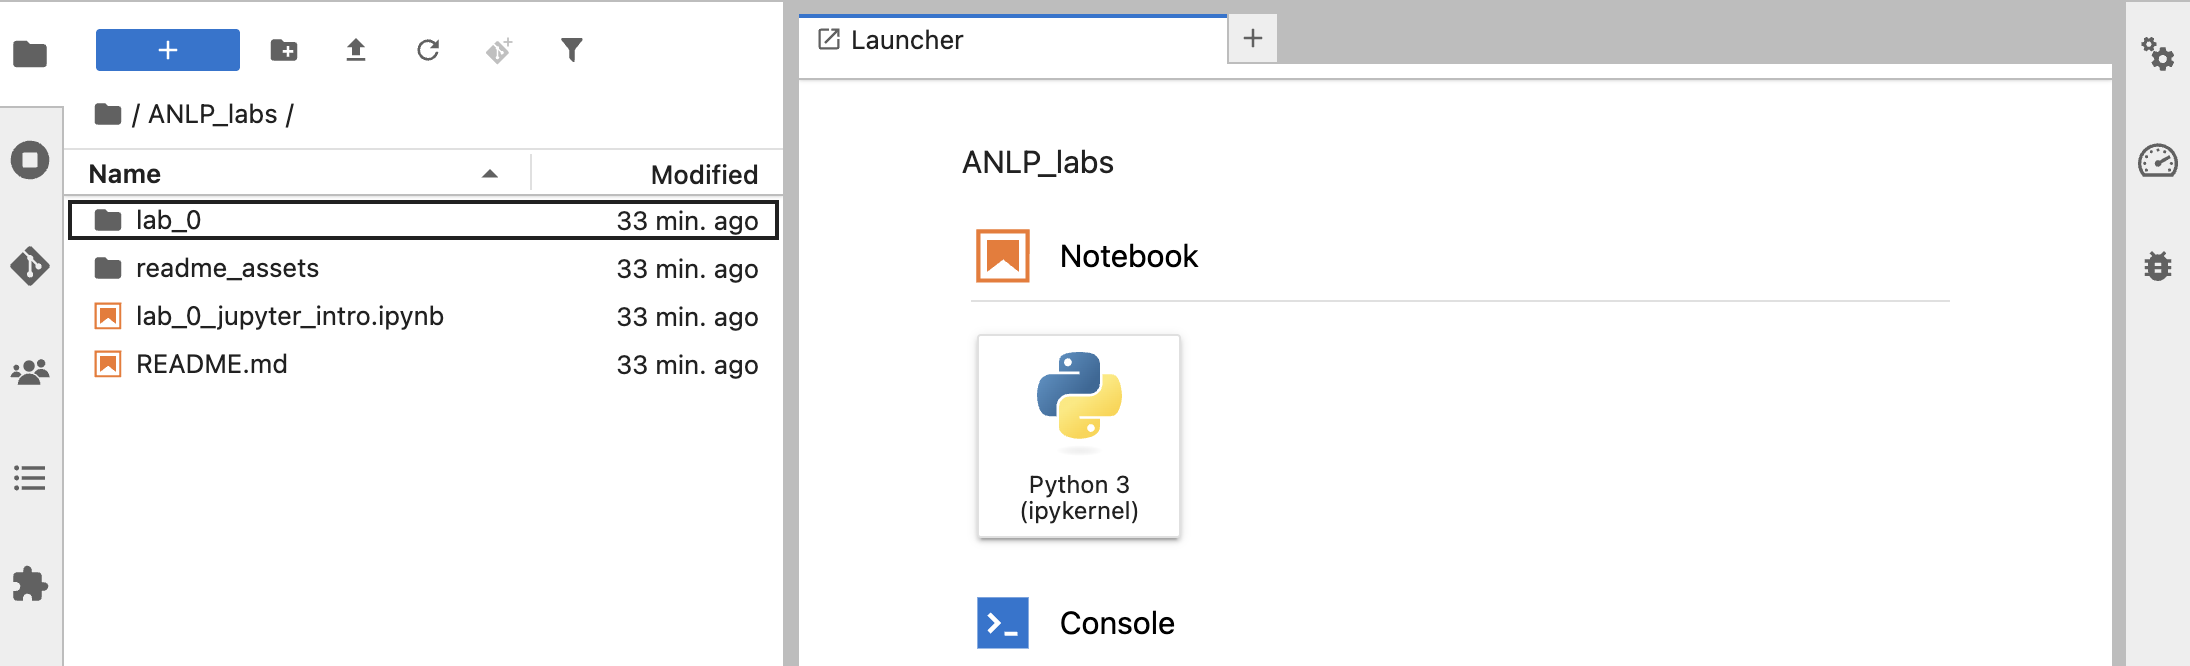 Launcher
/ ANLP_labs /
Name Modified
lab_0 33 min. ago
readme_assets 33 min. ago
lab_0_jupyter_intro.ipynb 33 min. ago
README.md 33 min. ago
ANLP_labs
Notebook
Python 3
(ipykernel)
Console